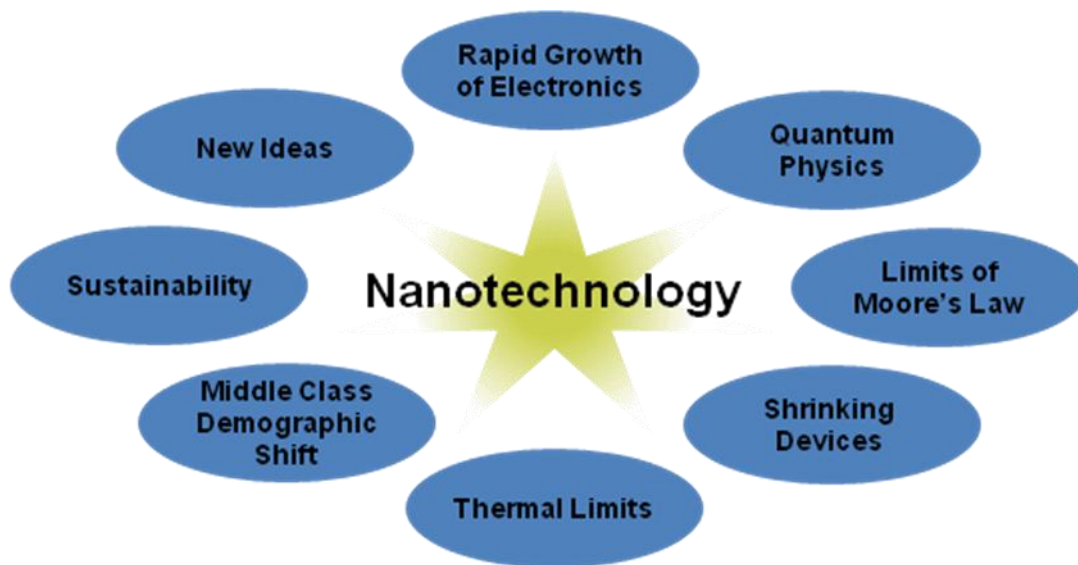 Rapid Growth
of Electronics
New Ideas
Quantum
Physics
Sustainability
Nanotechnology
Limits of
Moore's Law
Middle Class
Demographic
Shift
Shrinking
Devices
Thermal Limits